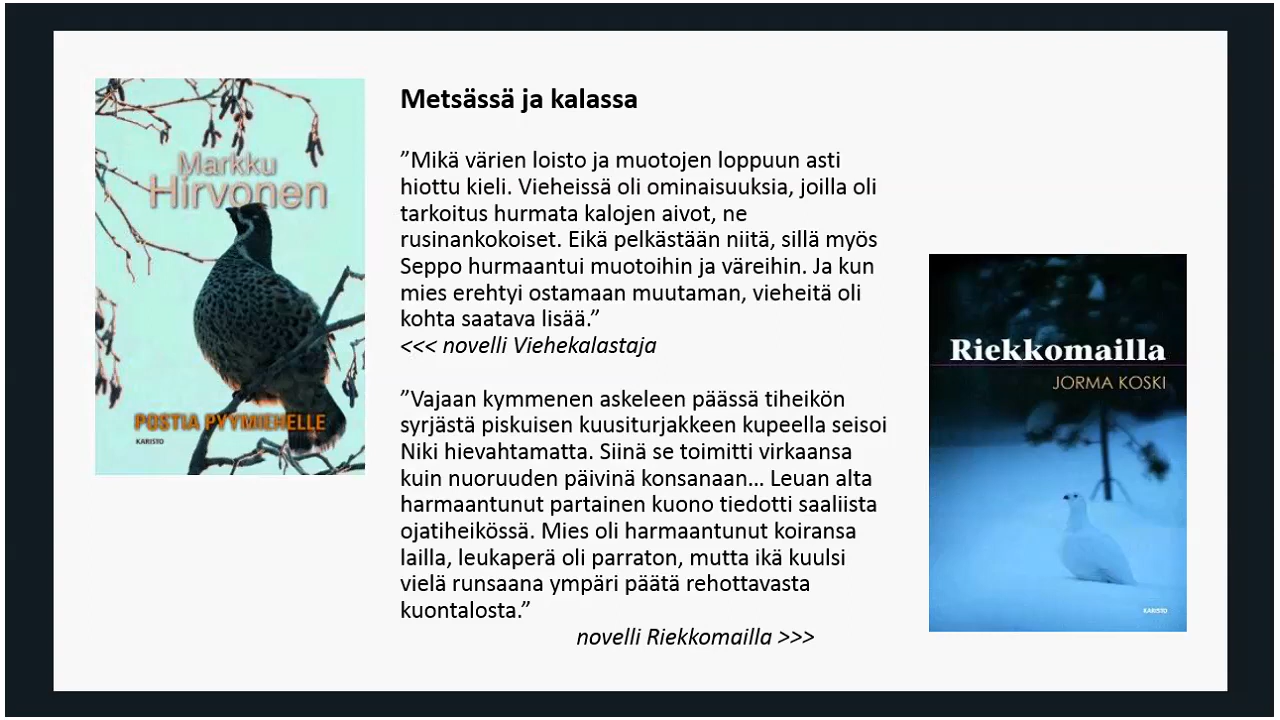 Markku
Hirvonen
POSTIA PYYMIEHELLE
KARISTO
Metsässä ja kalassa
”Mikä värien loisto ja muotojen loppuun asti
hiottu kieli. Vieheissä oli ominaisuuksia, joilla oli
tarkoitus hurmata kalojen aivot, ne
rusinankokoiset. Eikä pelkästään niitä, sillä myös
Seppo hurmaantui muotoihin ja väreihin. Ja kun
mies erehtyi ostamaan muutaman, vieheitä oli
kohta saatava lisää.”
<<< novelli Viehekalastaja
”Vajaan kymmenen askeleen päässä tiheikön
syrjästä piskuisen kuusiturjakkeen kupeella seisoi
Niki hievahtamatta. Siinä se toimitti virkaansa
kuin nuoruuden päivinä konsanaan… Leuan alta
harmaantunut partainen kuono tiedotti saaliista
ojatiheikössä. Mies oli harmaantunut koiransa
lailla, leukaperä oli parraton, mutta ikä kuulsi
vielä runsaana ympäri päätä rehottavasta
kuontalosta.”
novelli Riekkomailla >>>
Riekkomailla
JORMA KOSKI
KARISTO